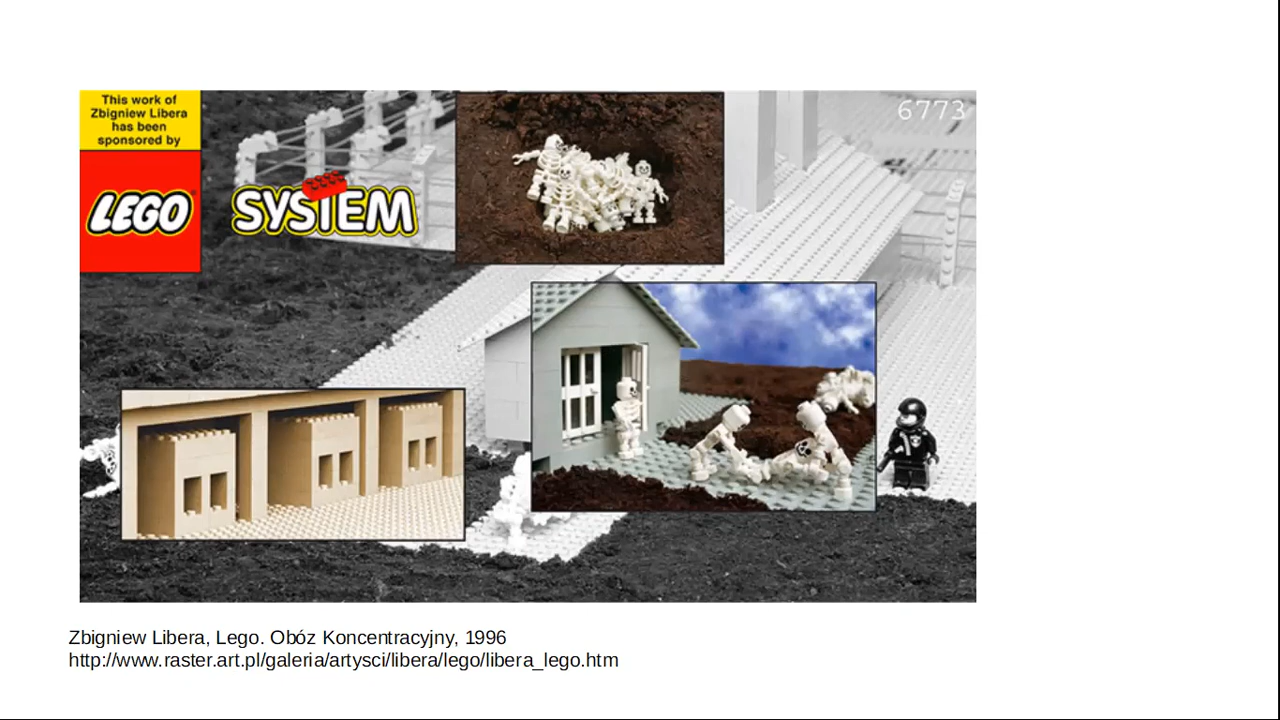 This work of
Zbigniew Libera
has been
sponsored by
LEGO
SYSTEM
6773
Zbigniew Libera, Lego. Obóz Koncentracyjny, 1996
http://www.raster.art.pl/galeria/artysci/libera/lego/libera_lego.htm